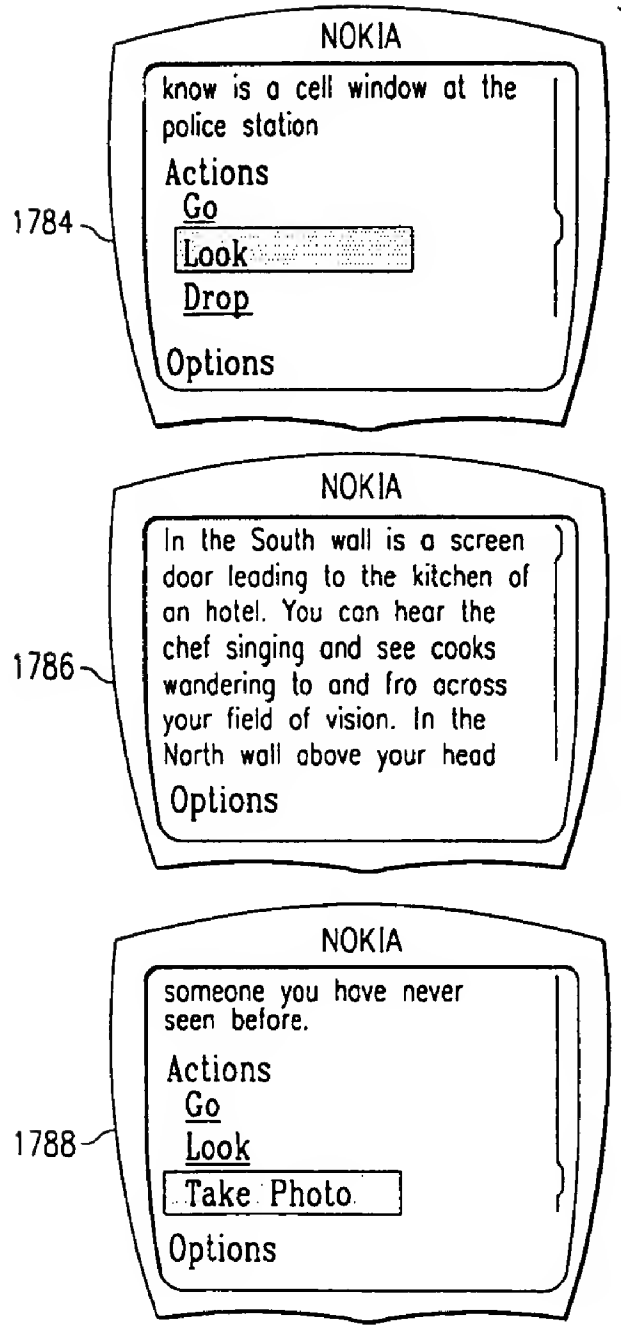 NOKIA
know is a cell window at the
police station
Actions
Go
Look
Drop
Options
1784
NOKIA
In the South wall is a screen
door leading to the kitchen of
an hotel. You can hear the
chef singing and see cooks
wandering to and fro across
your field of vision. In the
North wall above your head
Options
1786
NOKIA
someone you have never
seen before.
Actions
Go
Look
Take Photo
Options
1788